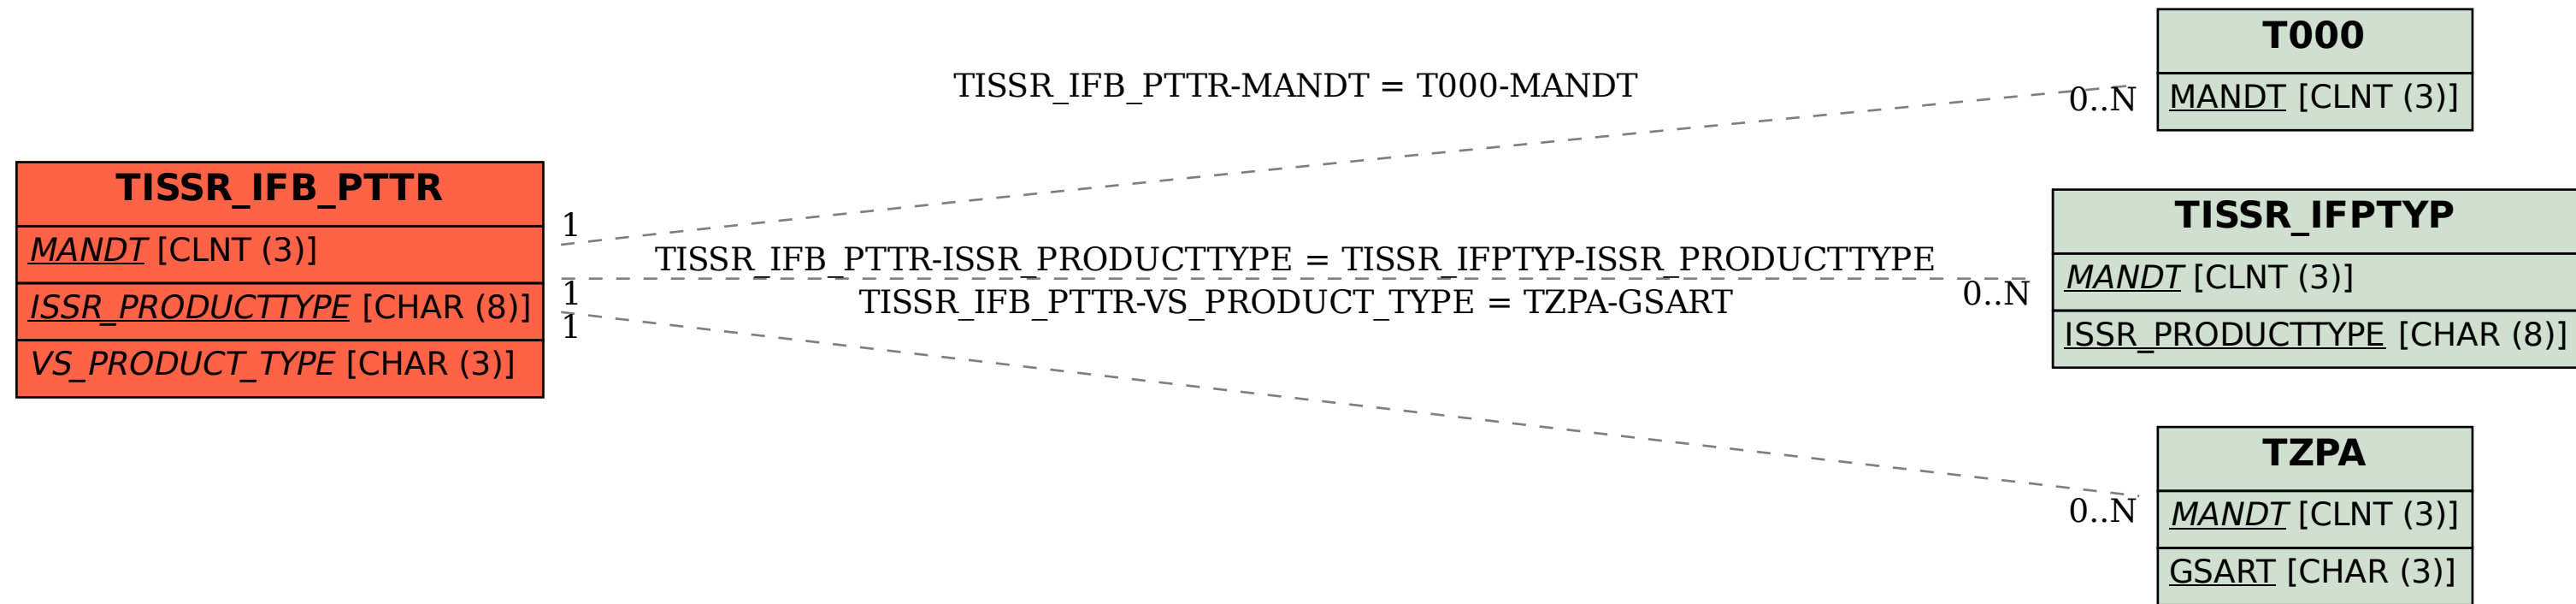 TISSR_IFB_PTTR
MANDT [CLNT (3)]
ISSR_PRODUCTTYPE [CHAR (8)]
VS_PRODUCT_TYPE [CHAR (3)]
TISSR_IFB_PTTR-MANDT = T000-MANDT
1
0..N
TISSR_IFB_PTTR-ISSR_PRODUCTTYPE = TISSR_IFPTYP-ISSR_PRODUCTTYPE
1
0..N
TISSR_IFB_PTTR-VS_PRODUCT_TYPE = TZPA-GSART
1
0..N
T000
MANDT [CLNT (3)]
TISSR_IFPTYP
MANDT [CLNT (3)]
ISSR_PRODUCTTYPE [CHAR (8)]
TZPA
MANDT [CLNT (3)]
GSART [CHAR (3)]